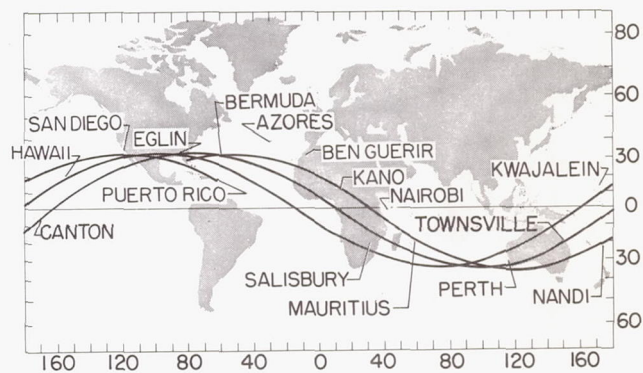 80
60
BERMUDA
SAN DIEGO
AZORES
EGLIN
HAWAII
BEN GUERIR
30
KWAJALEIN
KANO
PUERTO RICO
NAIROBI
0
TOWNSVILLE
CANTON
SALISBURY
30
PERTH
NANDI
MAURITIUS
60
160 120 80 40 0 40 80 120 160